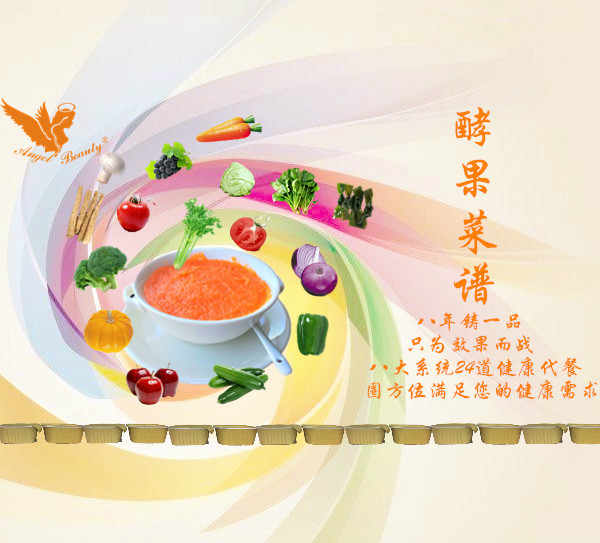 Angel Beauty®
酵果菜谱
八年铸一品
只为效果而战
八大系统24道健康代餐
图方位满足您的健康需求